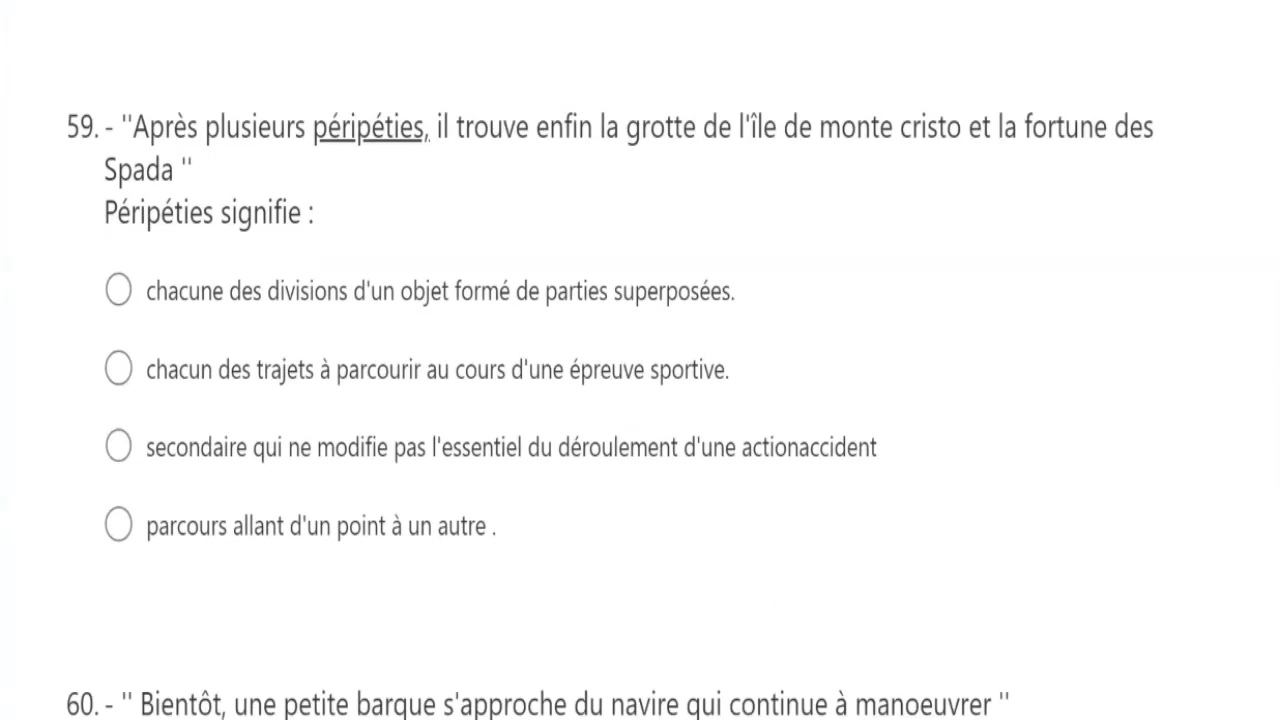 59. - "Après plusieurs péripéties, il trouve enfin la grotte de l'île de monte cristo et la fortune des
Spada "
Péripéties signifie :
chacune des divisions d'un objet formé de parties superposées.
chacun des trajets à parcourir au cours d'une épreuve sportive.
secondaire qui ne modifie pas l'essentiel du déroulement d'une actionaccident
parcours allant d'un point à un autre .
60. - " Bientôt, une petite barque s'approche du navire qui continue à manoeuvrer "